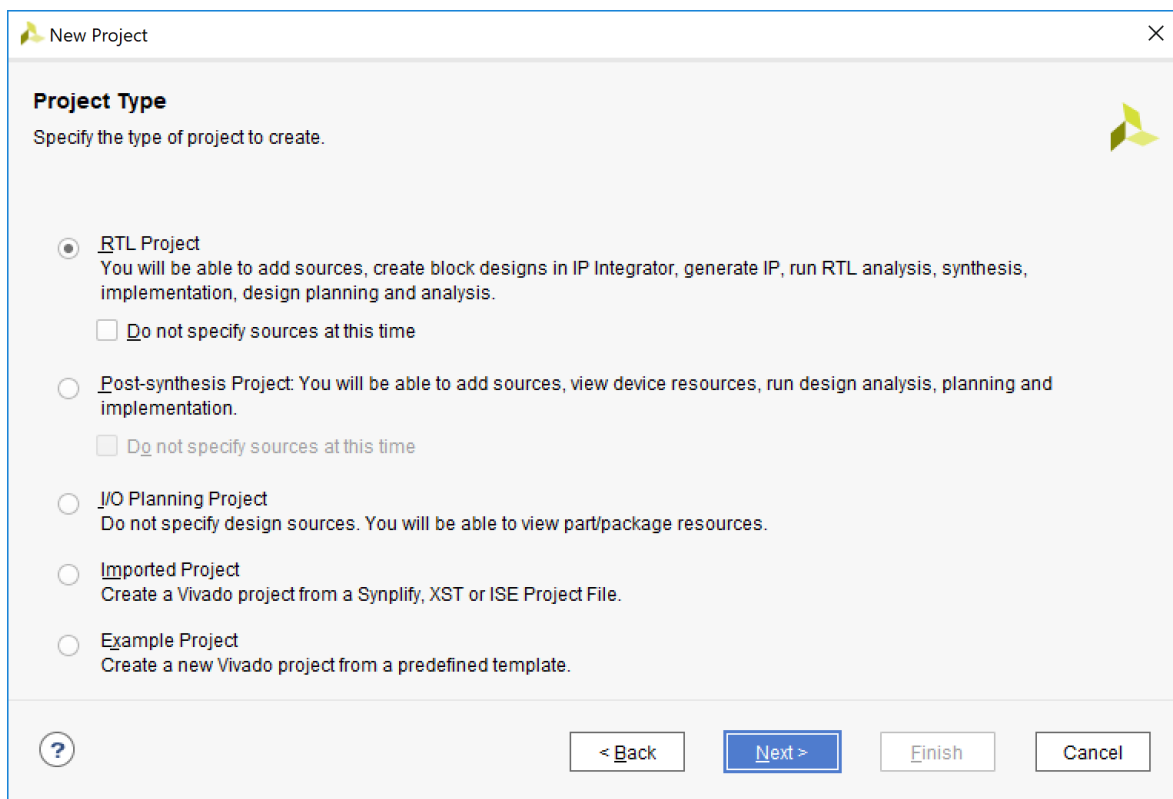 New Project
Project Type
Specify the type of project to create.
RTL Project
You will be able to add sources, create block designs in IP Integrator, generate IP, run RTL analysis, synthesis,
implementation, design planning and analysis.
Do not specify sources at this time
Post-synthesis Project: You will be able to add sources, view device resources, run design analysis, planning and
implementation.
Do not specify sources at this time
I/O Planning Project
Do not specify design sources. You will be able to view part/package resources.
Imported Project
Create a Vivado project from a Synplify, XST or ISE Project File.
Example Project
Create a new Vivado project from a predefined template.
? < Back Next > Finish Cancel